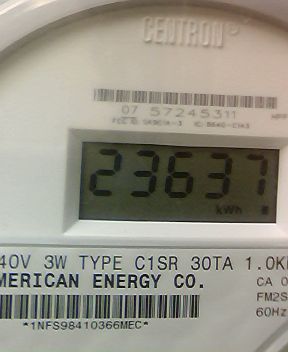 CENTRON®
07 57245311
23637
kWh
40V 3W TYPE C1SR 30TA 1.0K
MERICAN ENERGY CO.
CA 0
FM2S
60Hz
*1NFS98410366MEC*